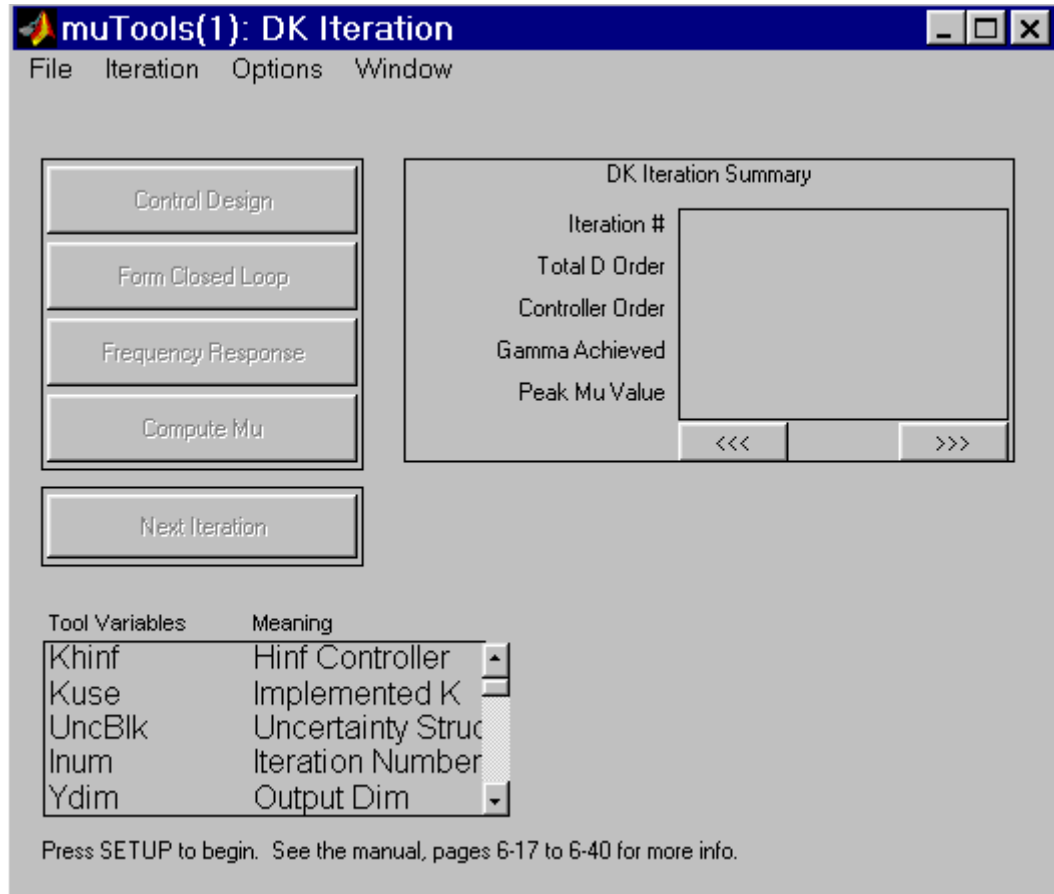 muTools(1): DK Iteration
File Iteration Options Window
Control Design
Form Closed Loop
Frequency Response
Compute Mu
Next Iteration
DK Iteration Summary
Iteration #
Total D Order
Controller Order
Gamma Achieved
Peak Mu Value
<<< >>>
Tool Variables Meaning
Khinf Hinf Controller
Kuse Implemented K
UncBlk Uncertainty Struc
Inum Iteration Number
Ydim Output Dim
Press SETUP to begin. See the manual, pages 6-17 to 6-40 for more info.